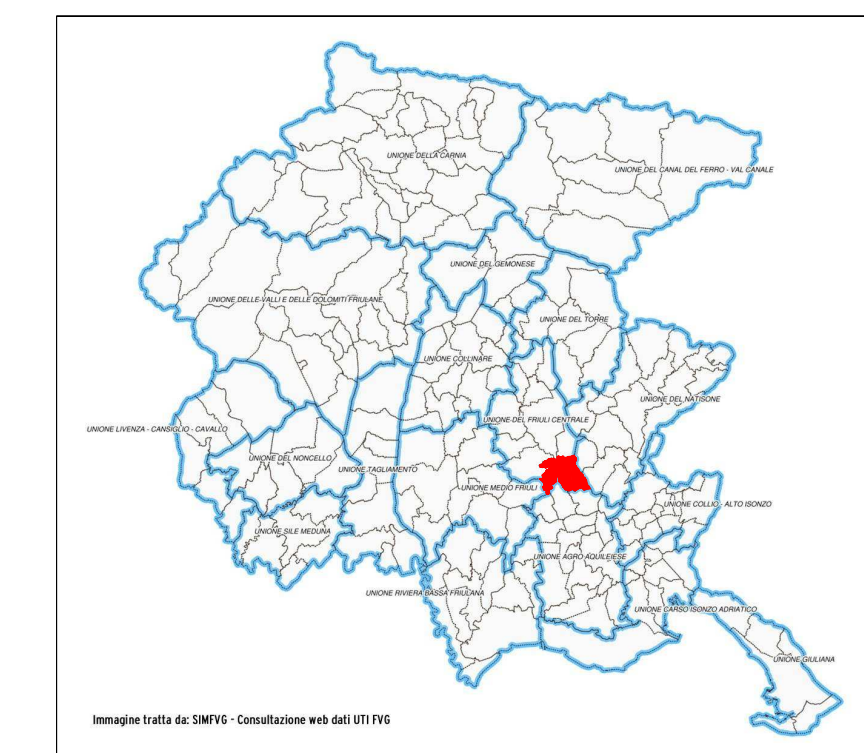 UNIONE DELLA CARNIA
UNIONE DEL CANAL DEL FERRO - VAL CANALE
UNIONE DEL GEMONESE
UNIONE DELLE VALLI E DELLE DOLOMITI FRIULANE
UNIONE DEL TORRE
UNIONE COLLINARE
UNIONE DEL NATISONE
UNIONE DEL FRIULI CENTRALE
UNIONE LIVENZA - CANSIGLIO - CAVALLO
UNIONE DEL NONCELLO
UNIONE TAGLIAMENTO
UNIONE MEDIO FRIULI
UNIONE COLLIO - ALTO ISONZO
UNIONE SILE MEDUNA
UNIONE AGRO AQUILEIESE
UNIONE RIVIERA BASSA FRIULANA
UNIONE CARSO ISONZO ADRIATICO
UNIONE GIULIANA
Immagine tratta da: SIMFVG - Consultazione web dati UTI FVG